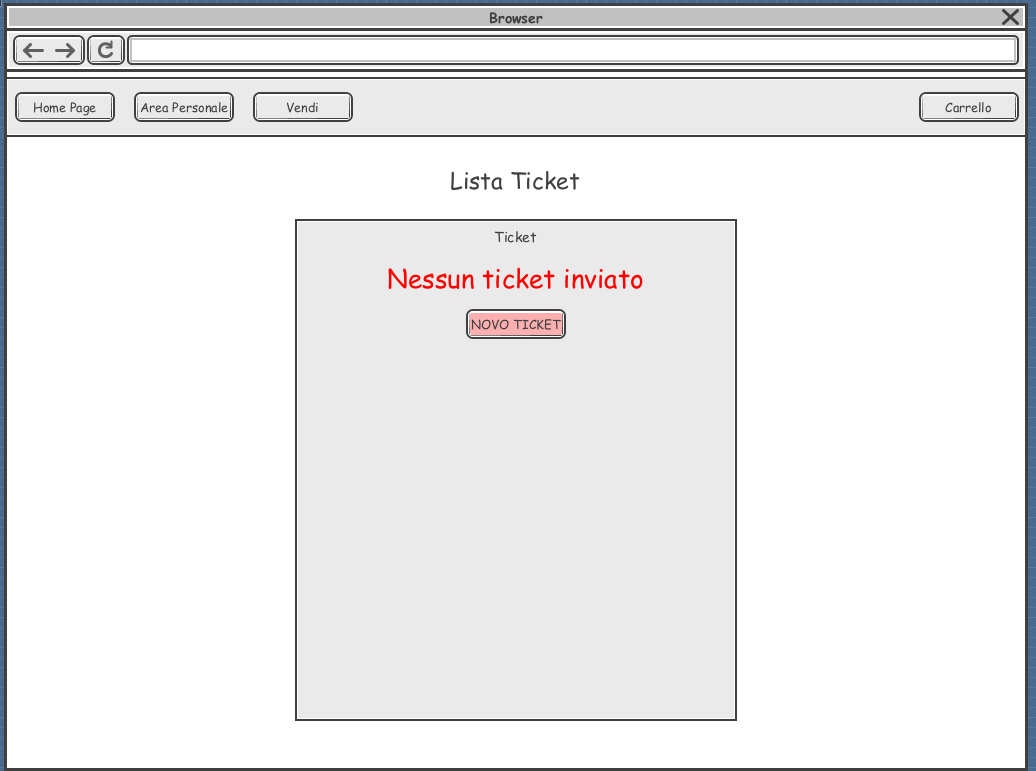 Browser
Home Page Area Personale Vendi Carrello
Lista Ticket
Ticket
Nessun ticket inviato
NOVO TICKET